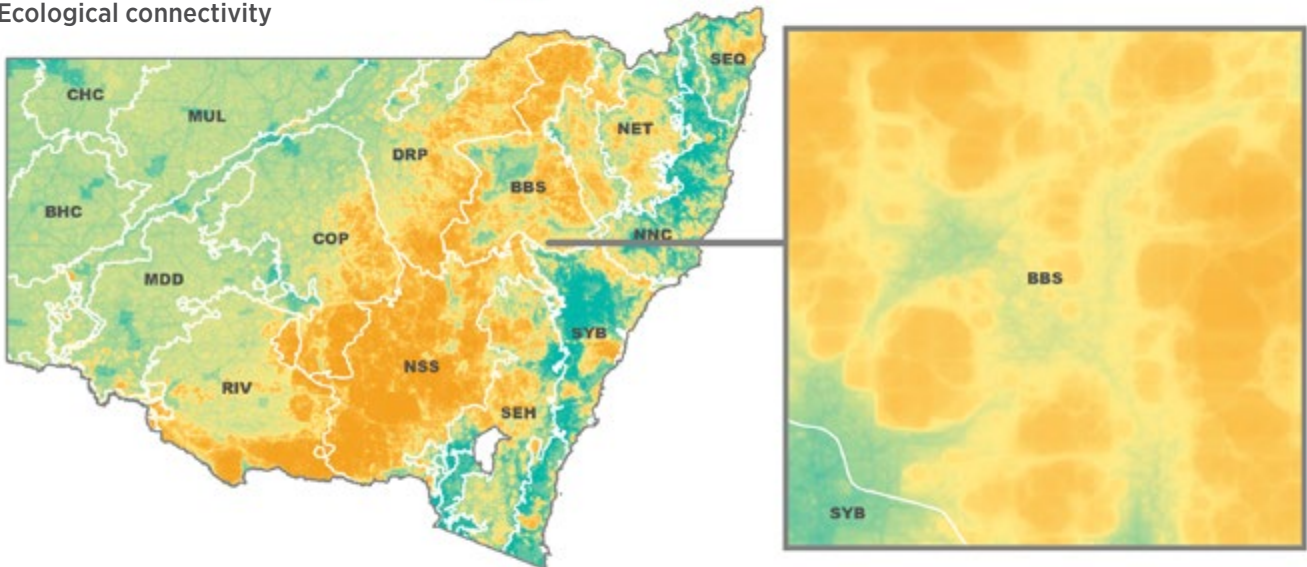 Ecological connectivity
SEQ
CHC
MUL
NET
DRP
BBS
BHC
NNC
COP
MDD
SYB
NSS
RIV
SEH
BBS
SYB